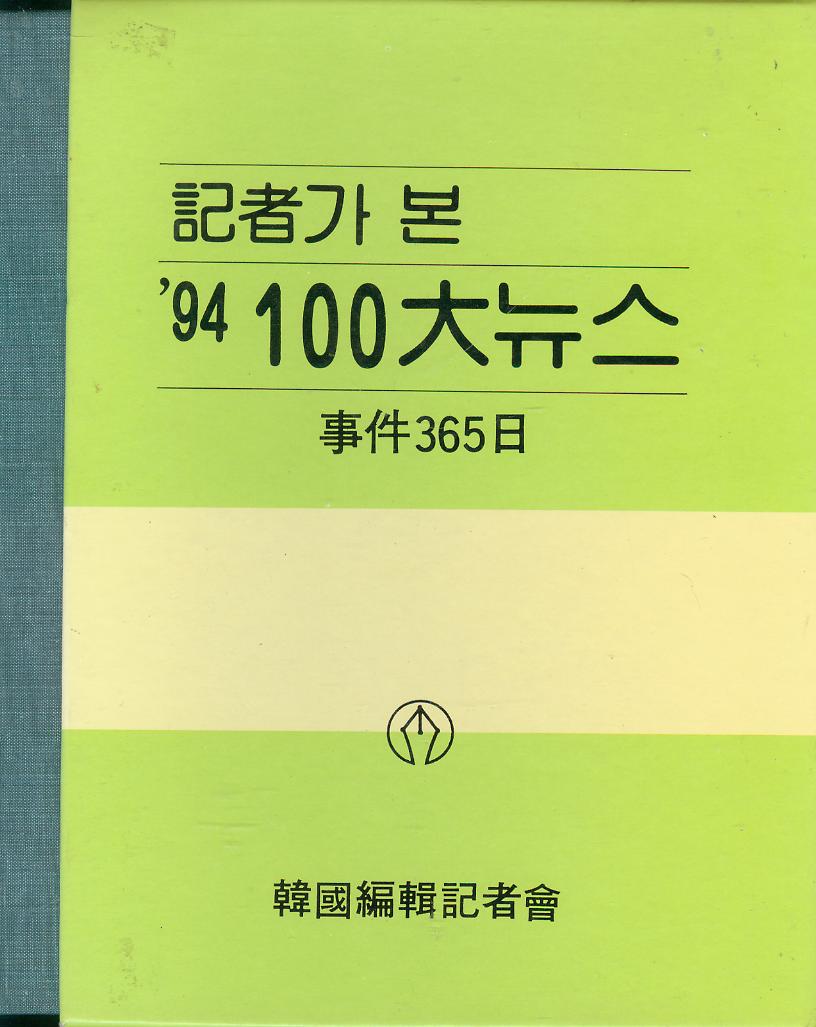 記者가 본
’94 100大뉴스
事件365日
韓國編輯記者會